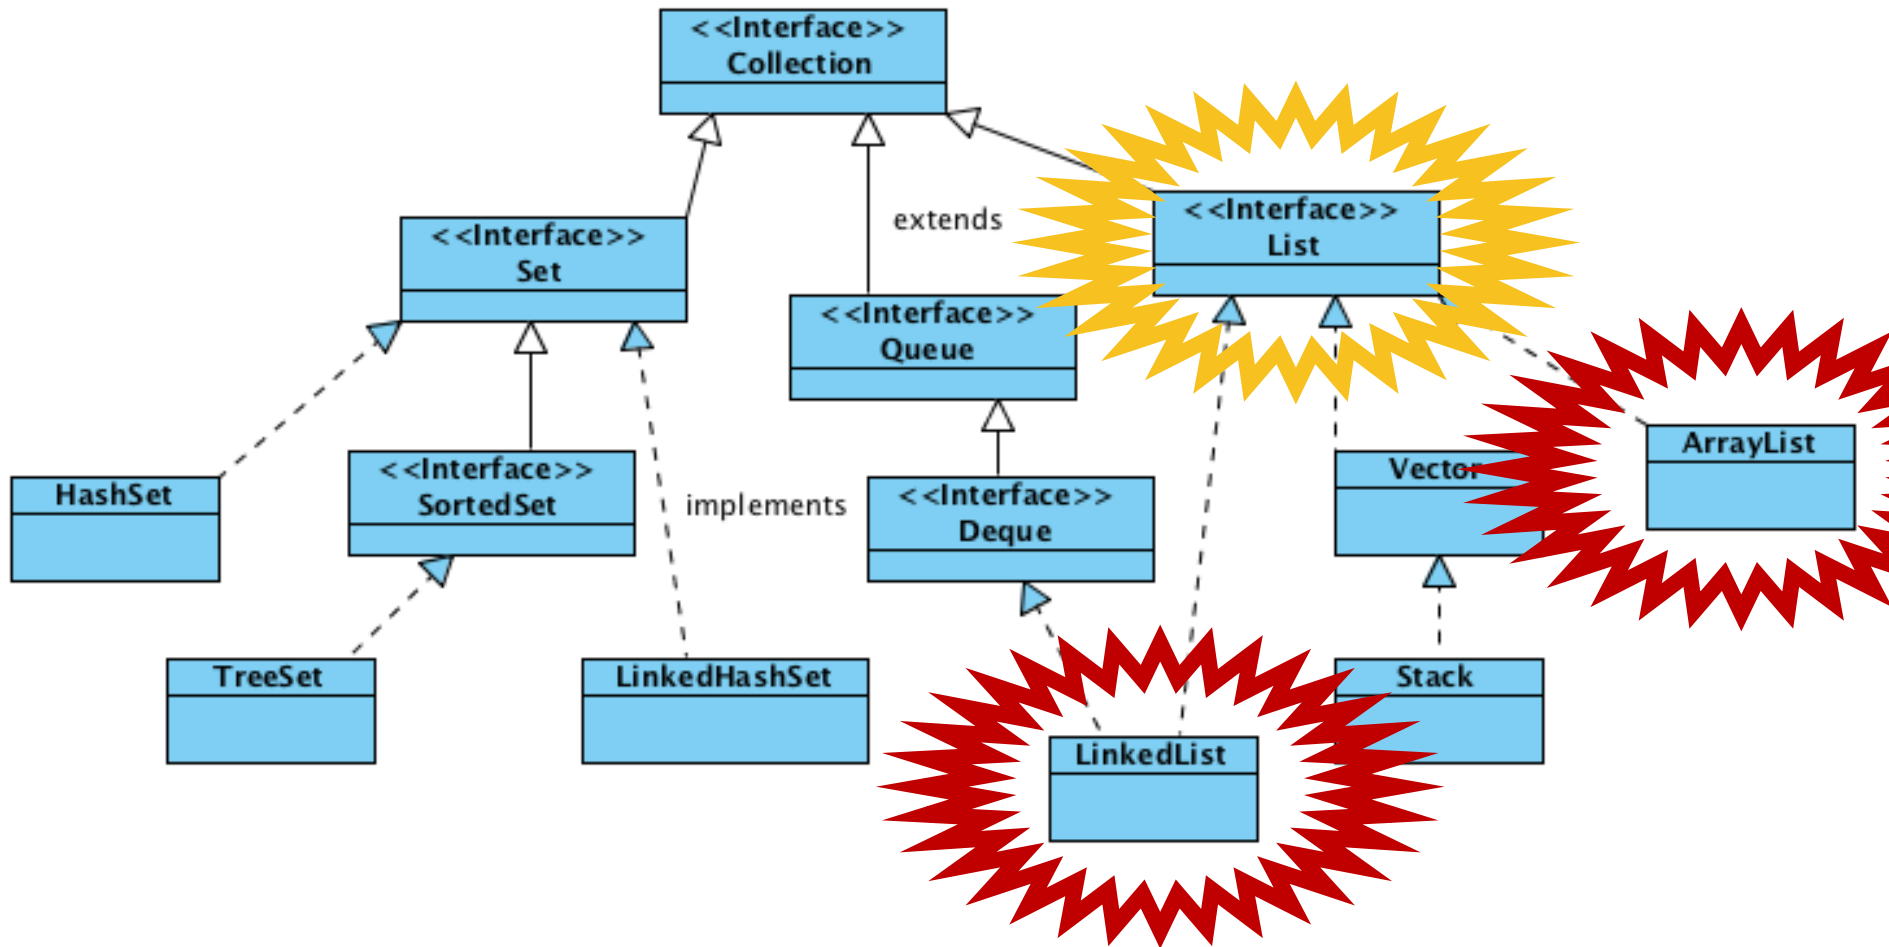 <<Interface>>
Collection
<<Interface>>
List
extends
<<Interface>>
Set
<<Interface>>
Queue
ArrayList
<<Interface>>
SortedSet
Vector
HashSet
implements
<<Interface>>
Deque
TreeSet
LinkedHashSet
Stack
LinkedList